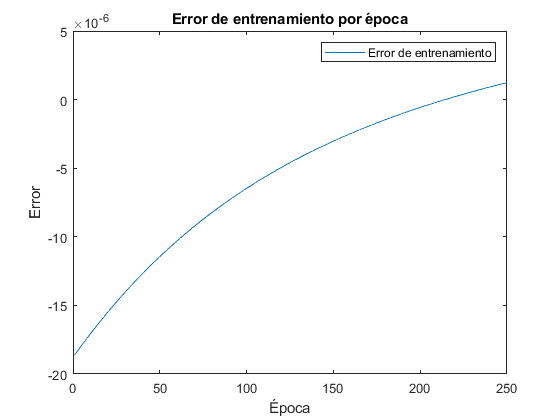 Error de entrenamiento por época
×10-6
Error de entrenamiento
5
0
-5
-10
-15
-20
Error
0 50 100 150 200 250
Época